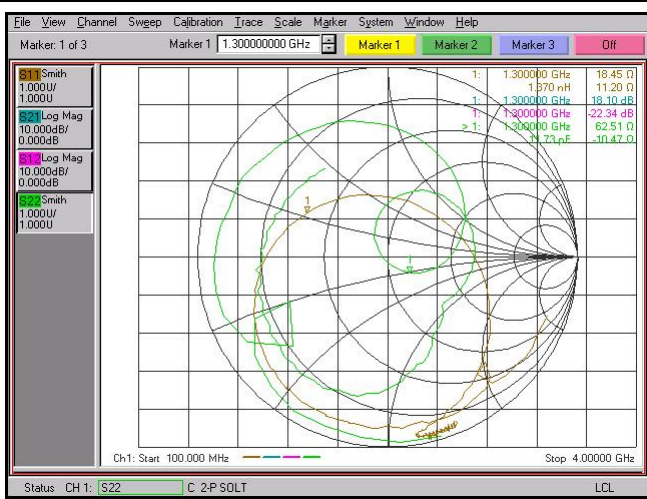 File View Channel Sweep Calibration Trace Scale Marker System Window Help
Marker: 1 of 3 Marker 1 1.300000000 GHz Marker 1 Marker 2 Marker 3 Off
S11 Smith
1.000U/
1.000U
S21 Log Mag
10.000dB/
0.000dB
S12 Log Mag
10.000dB/
0.000dB
S22 Smith
1.000U/
1.000U
1: 1.300000 GHz 18.45 Ω
1.370 nH 11.20 Ω
1: 1.300000 GHz 18.10 dB
1: 1.300000 GHz -22.34 dB
> 1: 1.300000 GHz 62.51 Ω
11.73 pF -10.47 Ω
1
Ch1: Start 100.000 MHz Stop 4.00000 GHz
Status CH 1: S22 C 2-P SOLT LCL